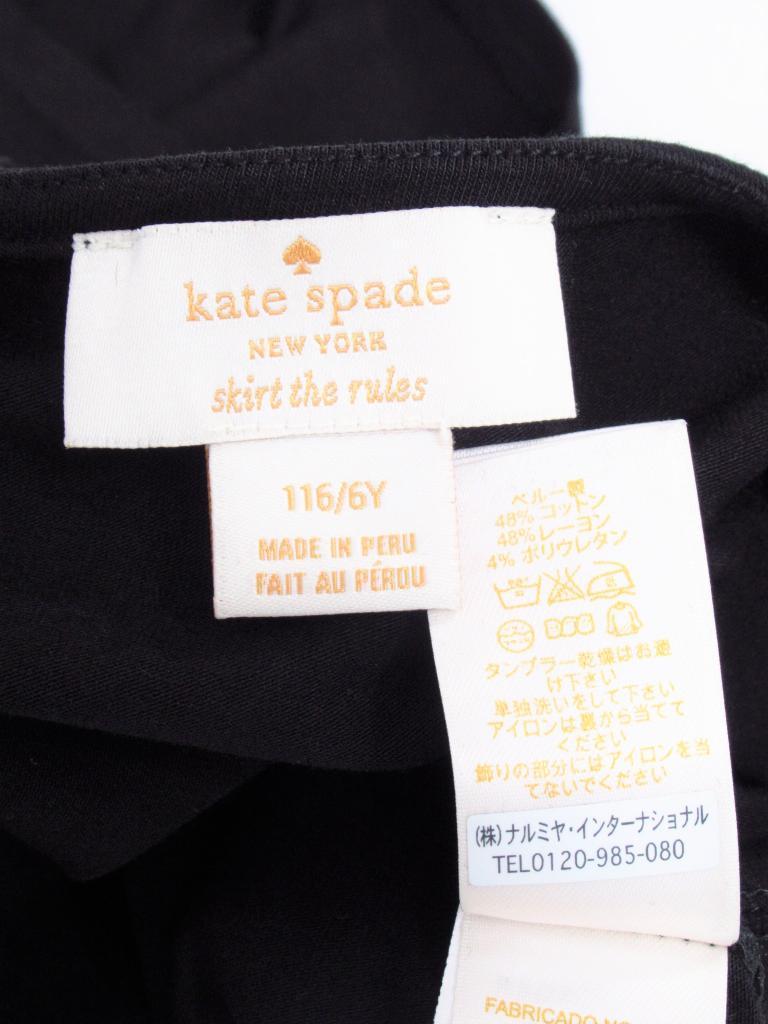 kate spade
NEW YORK
skirt the rules
116/6Y
MADE IN PERU
FAIT AU PÉROU
ペルー製
48% コットン
48% レーヨン
4% ポリウレタン
タンブラー乾燥はお避
け下さい
単独洗いをして下さい
アイロンは裏から当てて
ください
飾りの部分にはアイロンを当
てないでください
(株)ナルミヤ・インターナショナル
TEL0120-985-080
FABRICADO